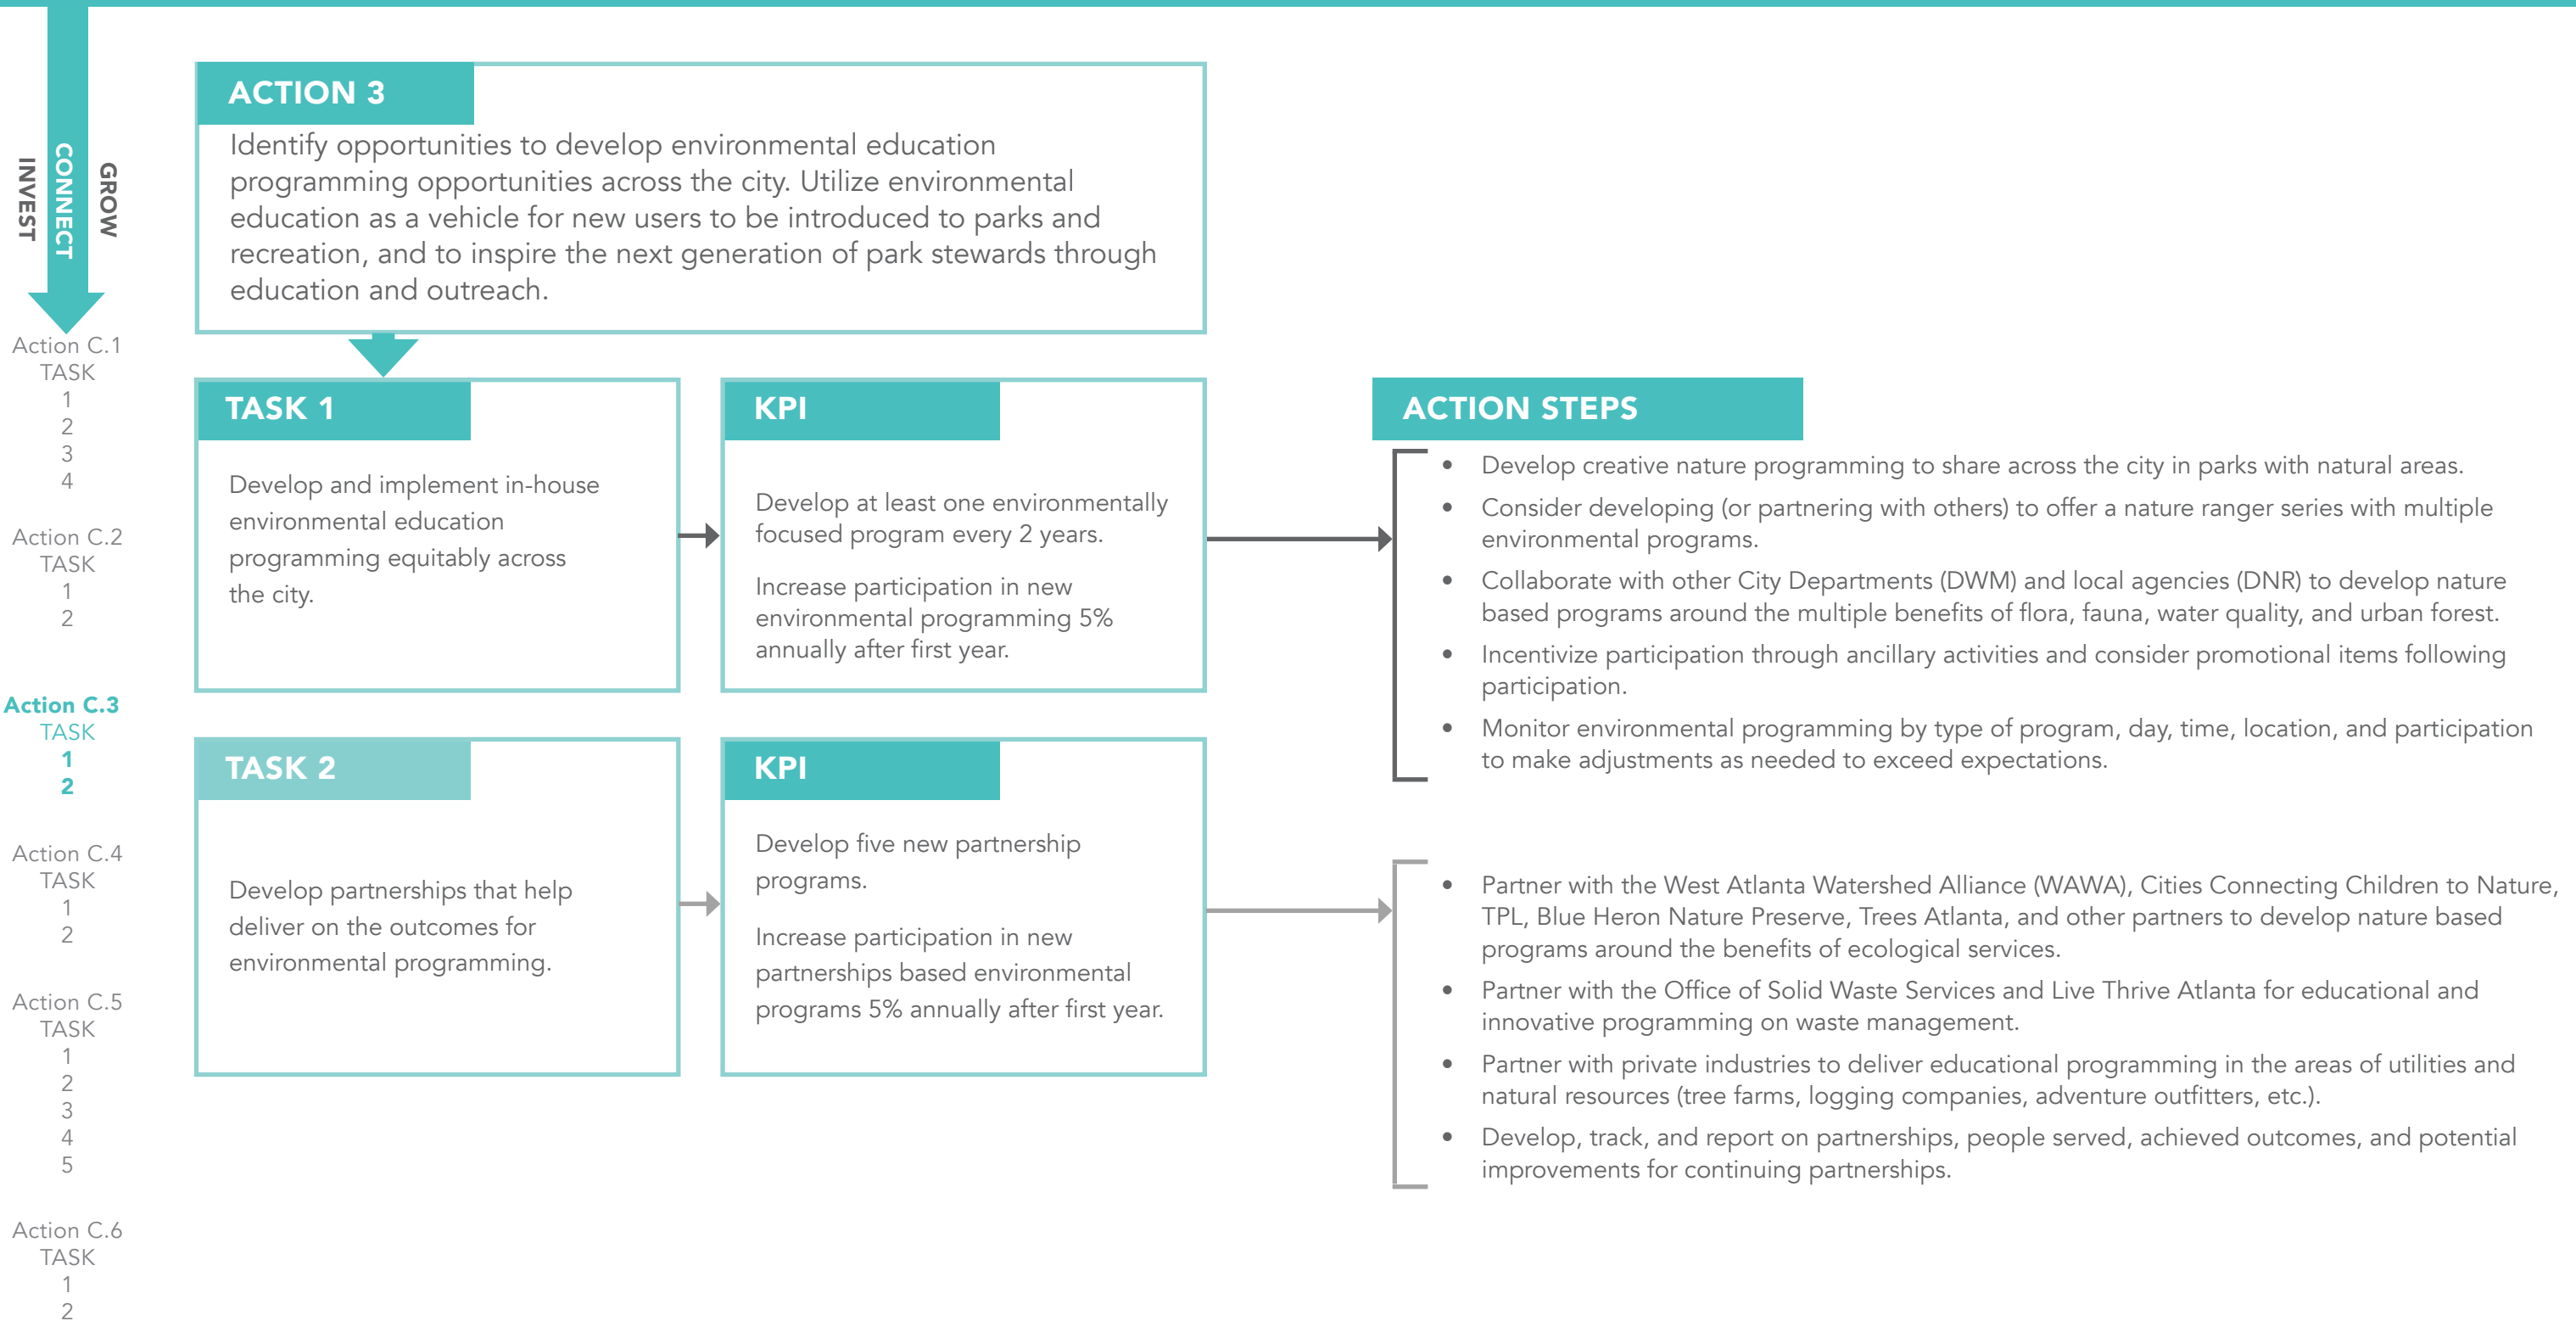 INVEST
CONNECT
GROW
Action C.1
TASK
1
2
3
4
Action C.2
TASK
1
2
Action C.3
TASK
1
2
Action C.4
TASK
1
2
Action C.5
TASK
1
2
3
4
5
Action C.6
TASK
1
2
ACTION 3
Identify opportunities to develop environmental education
programming opportunities across the city. Utilize environmental
education as a vehicle for new users to be introduced to parks and
recreation, and to inspire the next generation of park stewards through
education and outreach.
TASK 1
Develop and implement in-house
environmental education
programming equitably across
the city.
KPI
Develop at least one environmentally
focused program every 2 years.
Increase participation in new
environmental programming 5%
annually after first year.
ACTION STEPS
• Develop creative nature programming to share across the city in parks with natural areas.
• Consider developing (or partnering with others) to offer a nature ranger series with multiple
environmental programs.
• Collaborate with other City Departments (DWM) and local agencies (DNR) to develop nature
based programs around the multiple benefits of flora, fauna, water quality, and urban forest.
• Incentivize participation through ancillary activities and consider promotional items following
participation.
• Monitor environmental programming by type of program, day, time, location, and participation
to make adjustments as needed to exceed expectations.
TASK 2
Develop partnerships that help
deliver on the outcomes for
environmental programming.
KPI
Develop five new partnership
programs.
Increase participation in new
partnerships based environmental
programs 5% annually after first year.
• Partner with the West Atlanta Watershed Alliance (WAWA), Cities Connecting Children to Nature,
TPL, Blue Heron Nature Preserve, Trees Atlanta, and other partners to develop nature based
programs around the benefits of ecological services.
• Partner with the Office of Solid Waste Services and Live Thrive Atlanta for educational and
innovative programming on waste management.
• Partner with private industries to deliver educational programming in the areas of utilities and
natural resources (tree farms, logging companies, adventure outfitters, etc.).
• Develop, track, and report on partnerships, people served, achieved outcomes, and potential
improvements for continuing partnerships.